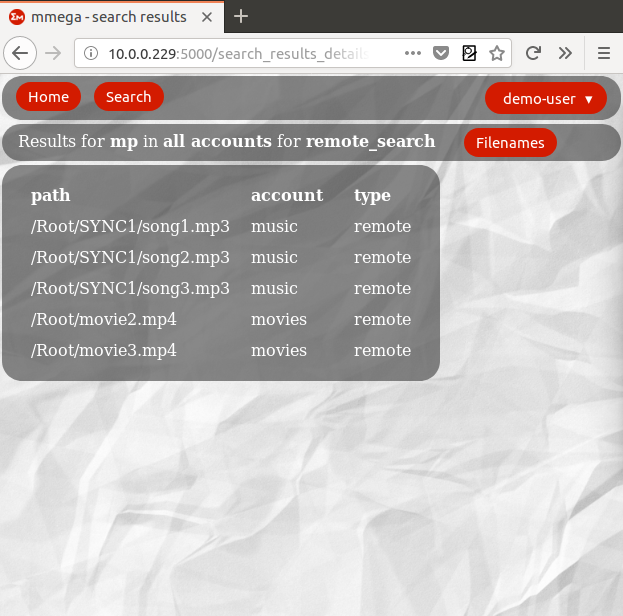 mmega - search results
10.0.0.229:5000/search_results_details
Home Search demo-user ▾
Results for mp in all accounts for remote_search Filenames
path account type
/Root/SYNC1/song1.mp3 music remote
/Root/SYNC1/song2.mp3 music remote
/Root/SYNC1/song3.mp3 music remote
/Root/movie2.mp4 movies remote
/Root/movie3.mp4 movies remote